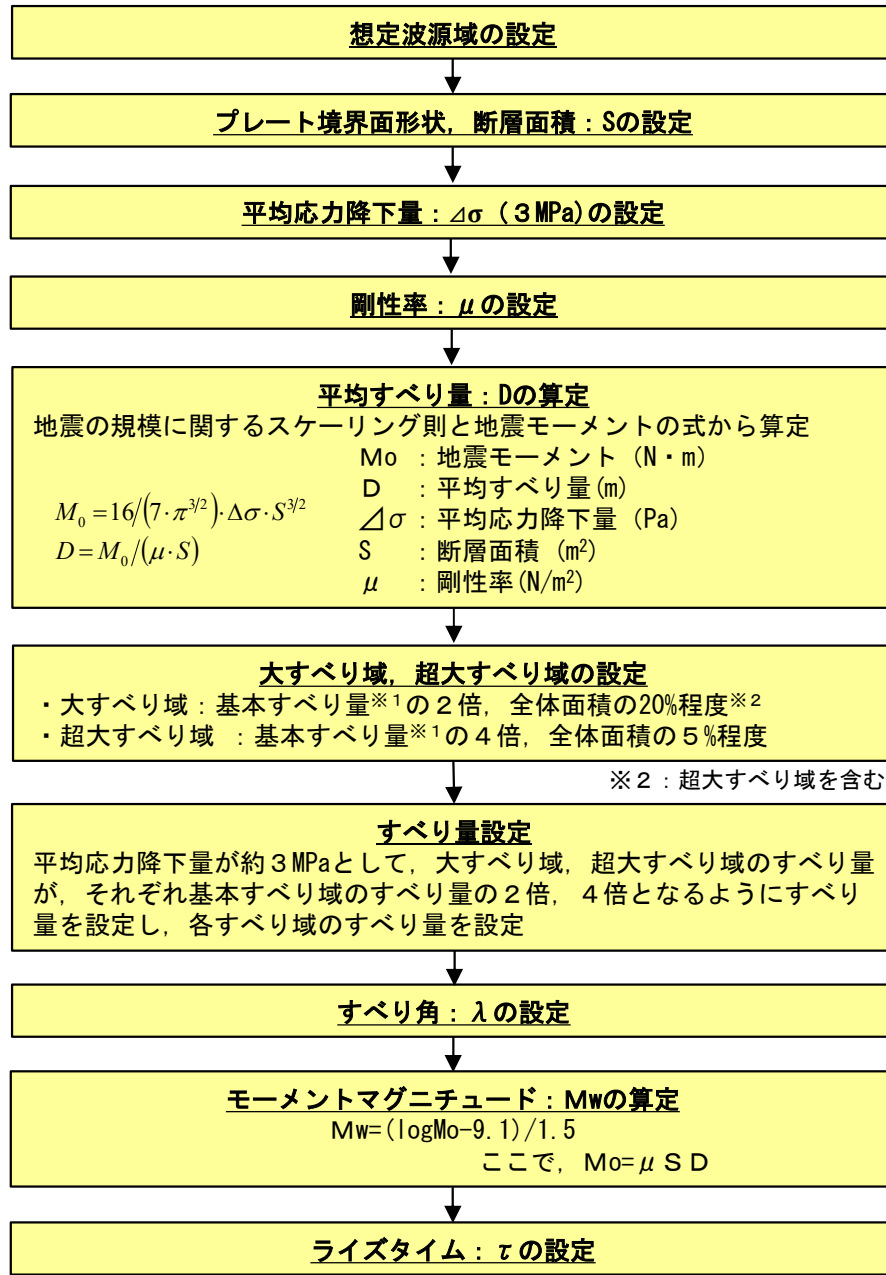 想定波源域の設定
プレート境界面形状，断層面積：Sの設定
平均応力降下量：⊿σ（３MPa)の設定
剛性率：μの設定
平均すべり量：Dの算定
地震の規模に関するスケーリング則と地震モーメントの式から算定
M₀ = 16/(7・π^{3/2})・Δσ・S^{3/2}
D = M₀/(μ・S)
Mo ：地震モーメント（N・m）
D ：平均すべり量(m)
⊿σ：平均応力降下量（Pa）
S ：断層面積（m²）
μ ：剛性率(N/m²)
大すべり域，超大すべり域の設定
・大すべり域：基本すべり量※１の２倍，全体面積の20%程度※２
・超大すべり域 ：基本すべり量※１の４倍，全体面積の５%程度
※２：超大すべり域を含む
すべり量設定
平均応力降下量が約３MPaとして，大すべり域，超大すべり域のすべり量
が，それぞれ基本すべり域のすべり量の２倍，４倍となるようにすべり
量を設定し，各すべり域のすべり量を設定
すべり角：λの設定
モーメントマグニチュード：Mwの算定
Mw=(logMo-9.1)/1.5
ここで，Mo=μSD
ライズタイム：τの設定